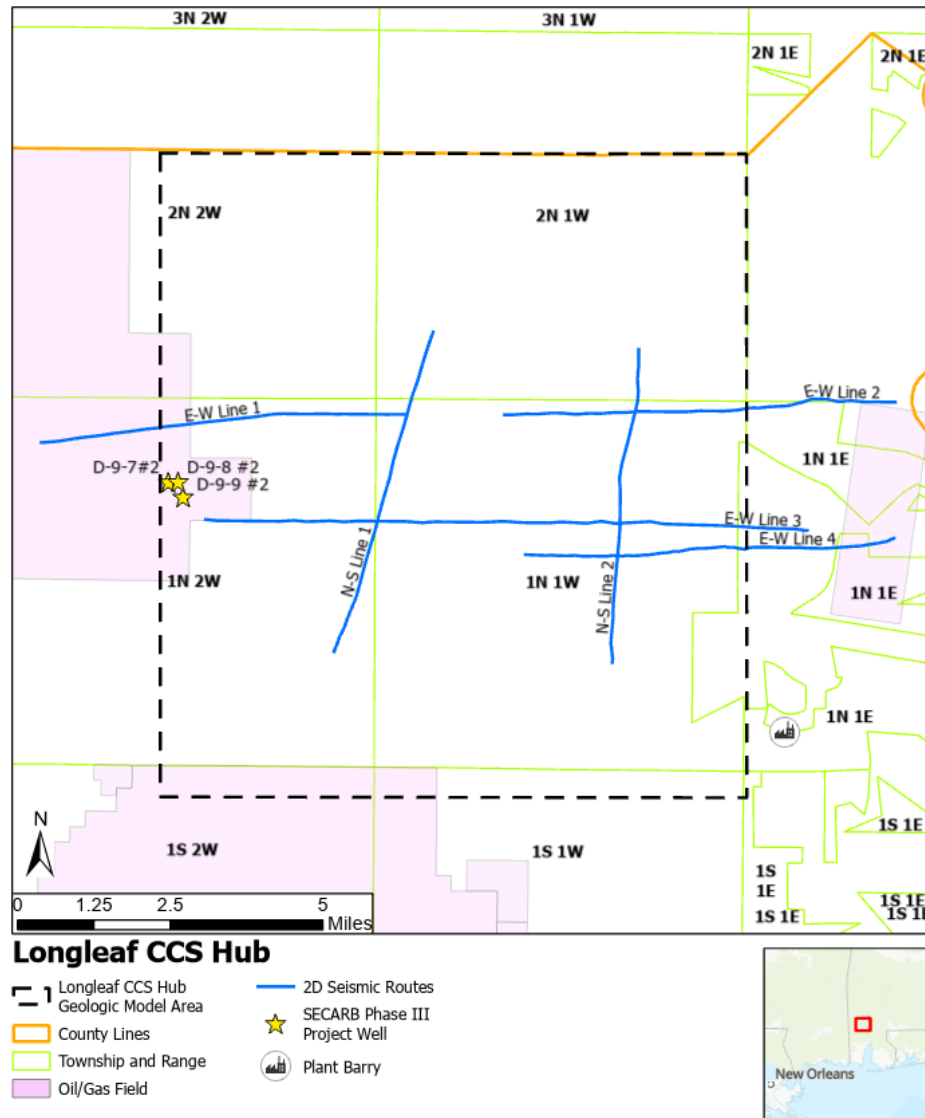 3N 2W
3N 1W
2N 1E
2N 1E
2N 2W
2N 1W
E-W Line 1
E-W Line 2
D-9-7#2
D-9-8 #2
D-9-9 #2
1N 1E
E-W Line 3
E-W Line 4
N-S Line 1
N-S Line 2
1N 2W
1N 1W
1N 1E
1N 1E
1S 2W
1S 1W
1S 1E
1S
1E
1S 1E
1S 1E
1S 1E
N
0
1.25
2.5
5
Miles
Longleaf CCS Hub
Longleaf CCS Hub
Geologic Model Area
County Lines
Township and Range
Oil/Gas Field
2D Seismic Routes
SECARB Phase III
Project Well
Plant Barry
New Orleans